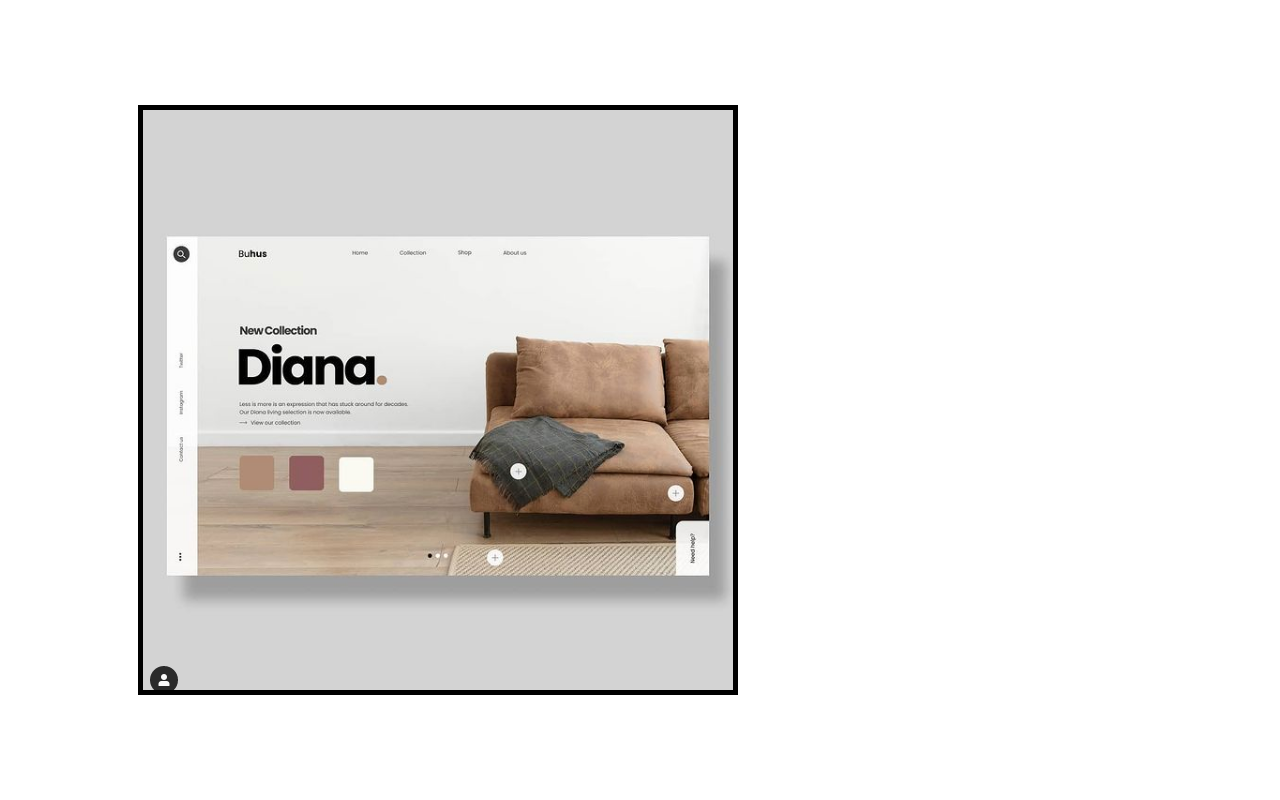 Buhus
Home Collection Shop About us
Twitter
Instagram
Contact us
New Collection
Diana.
Less is more is an expression that has stuck around for decades.
Our Diana living selection is now available.
View our collection
Need help?